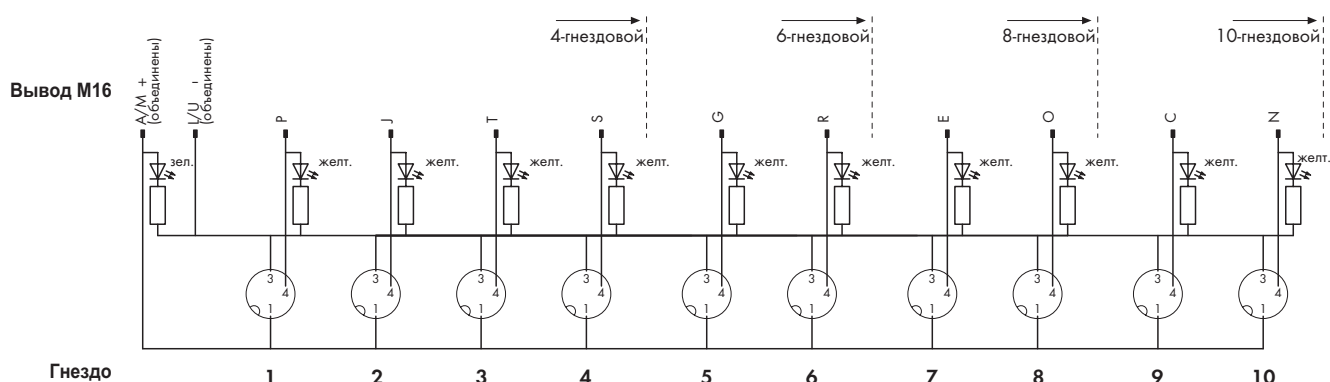 4-гнездовой 6-гнездовой 8-гнездовой 10-гнездовой
Вывод M16
A/M +
(объединены)
L/U -
(объединены)
P J T S G R E O C N
зел. желт. желт. желт. желт. желт. желт. желт. желт. желт. желт.
3 3 3 3 3 3 3 3 3 3
4 4 4 4 4 4 4 4 4 4
1 1 1 1 1 1 1 1 1 1
Гнездо 1 2 3 4 5 6 7 8 9 10